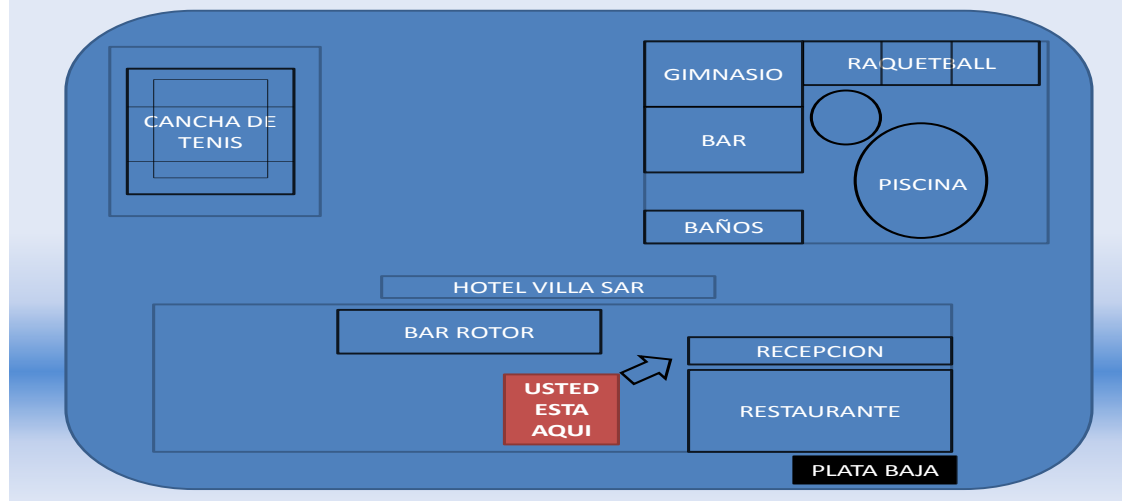 GIMNASIO
RAQUETBALL
CANCHA DE
TENIS
BAR
PISCINA
BAÑOS
HOTEL VILLA SAR
BAR ROTOR
RECEPCION
USTED
ESTA
AQUI
RESTAURANTE
PLATA BAJA